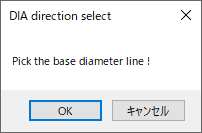 DIA direction select
Pick the base diameter line !
OK
キャンセル